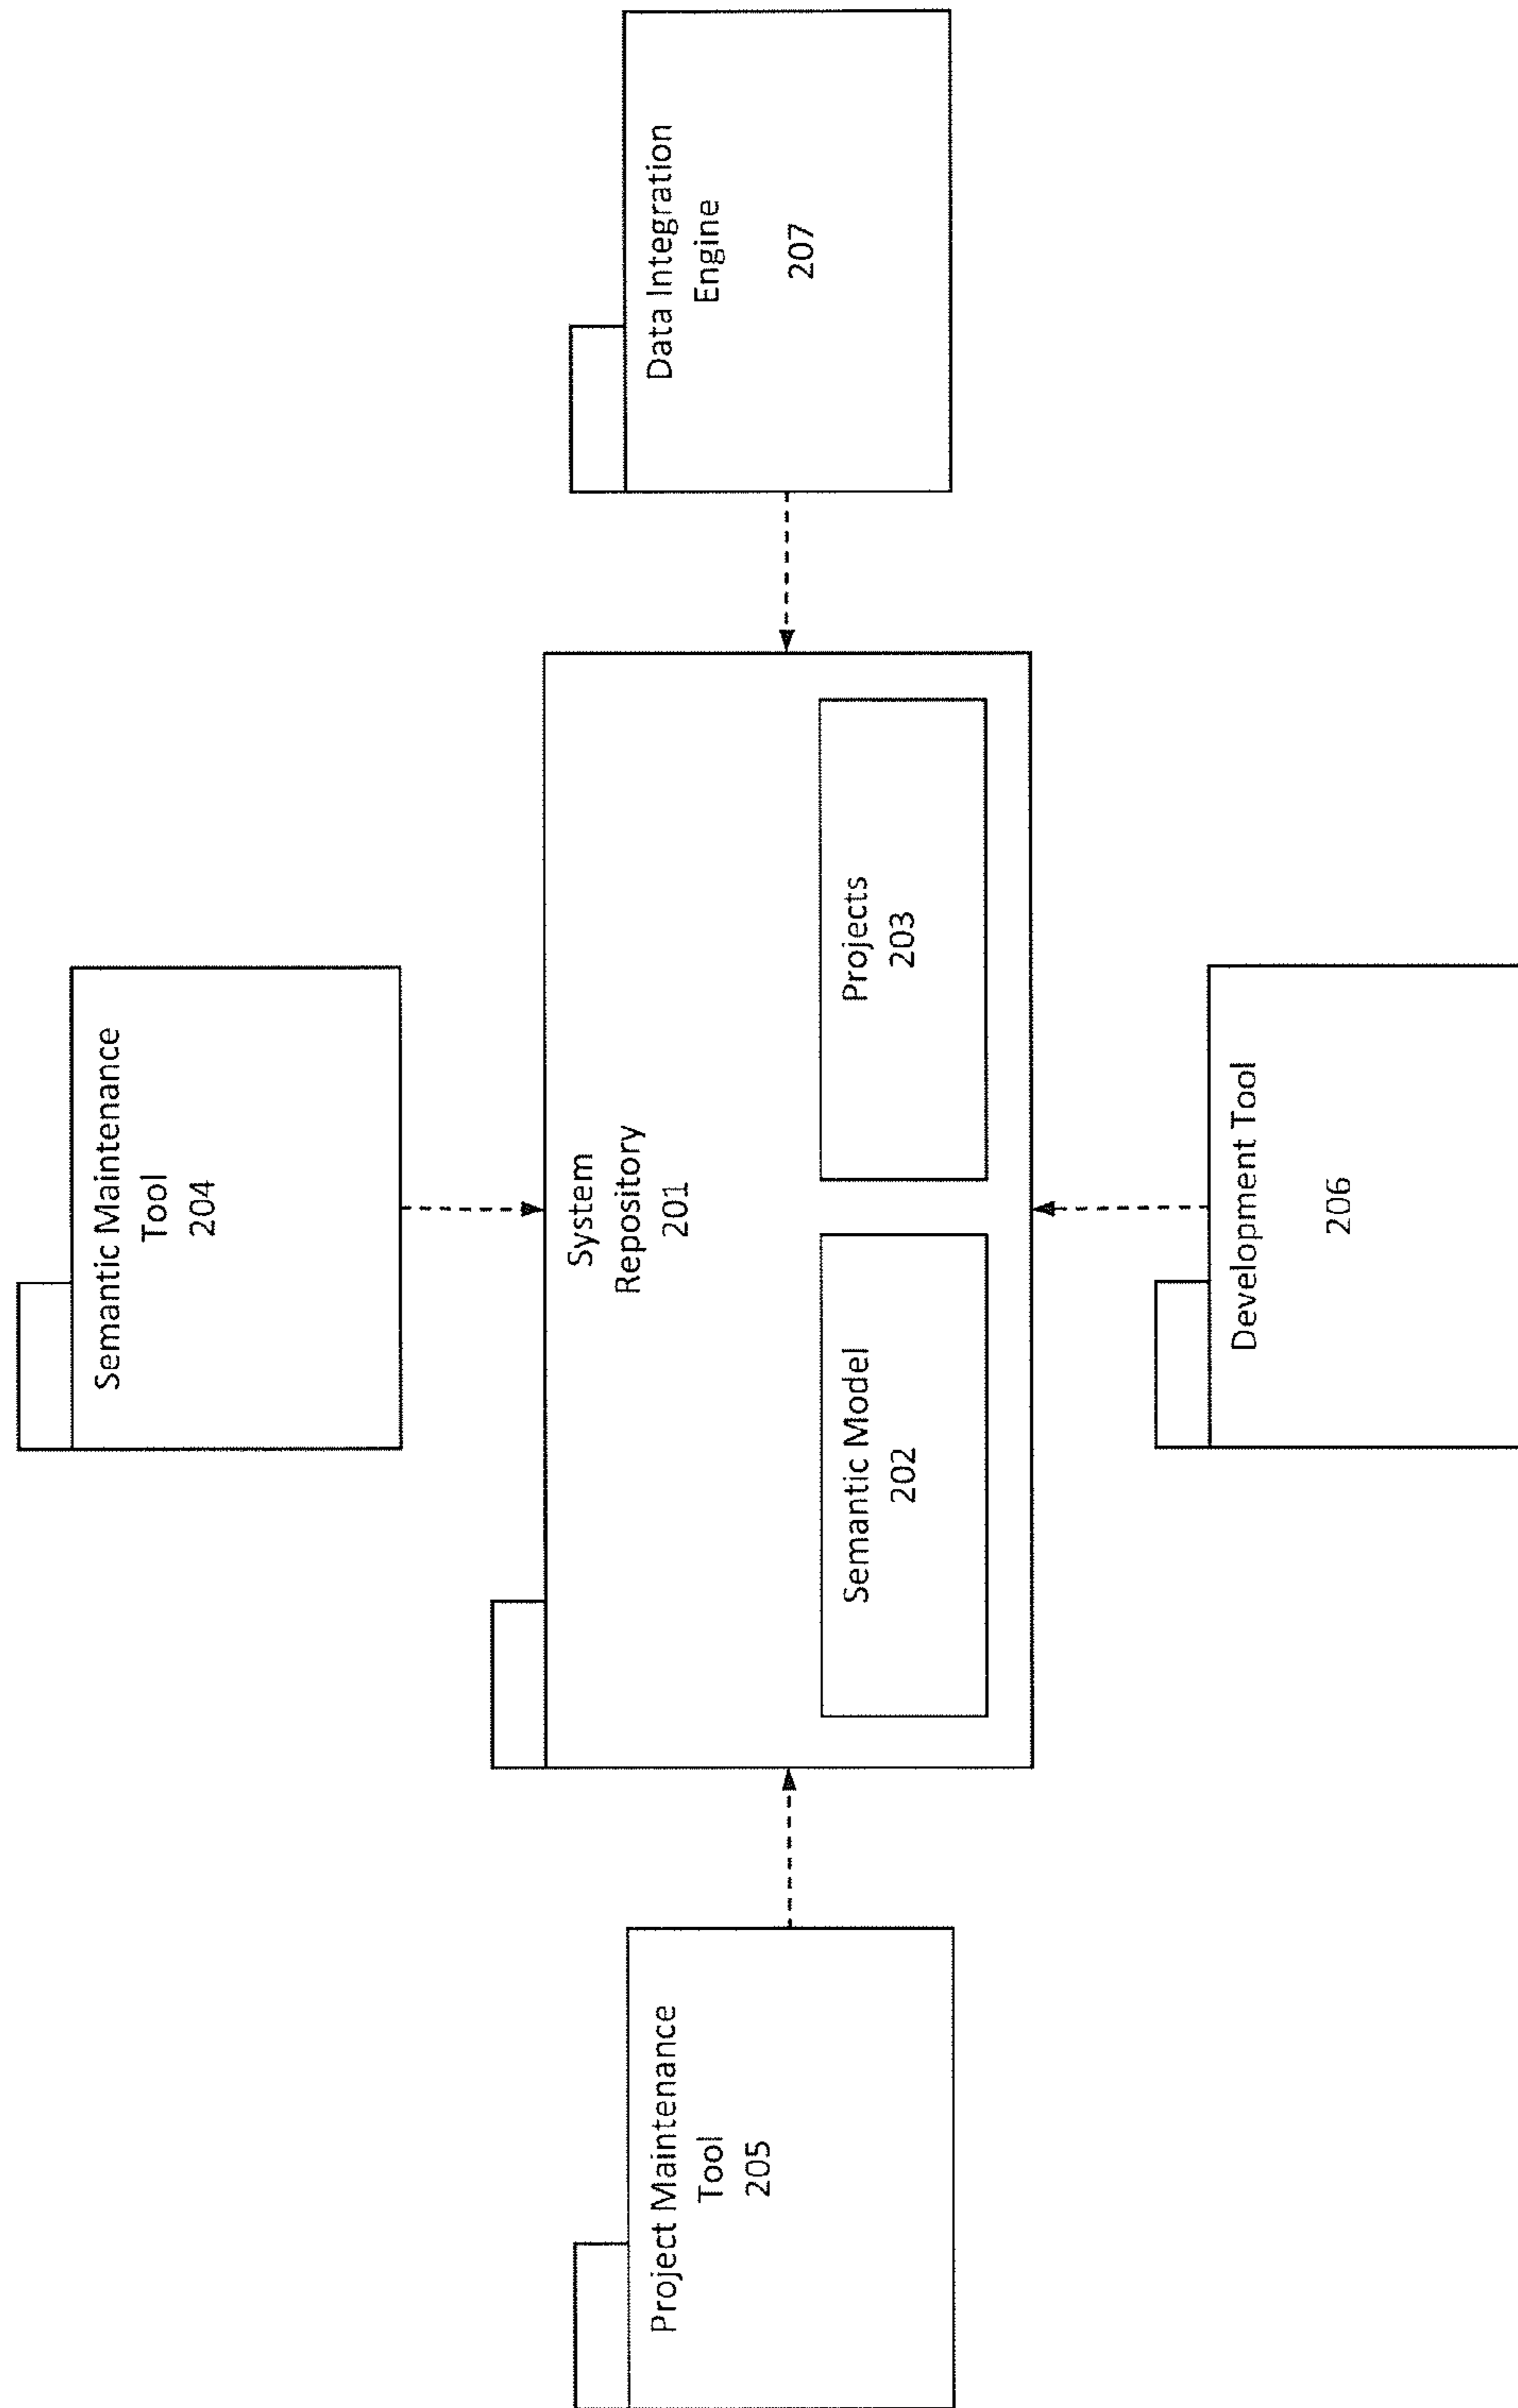 Semantic Maintenance
Tool
204
Project Maintenance
Tool
205
System
Repository
201
Semantic Model
202
Projects
203
Data Integration
Engine
207
Development Tool
206